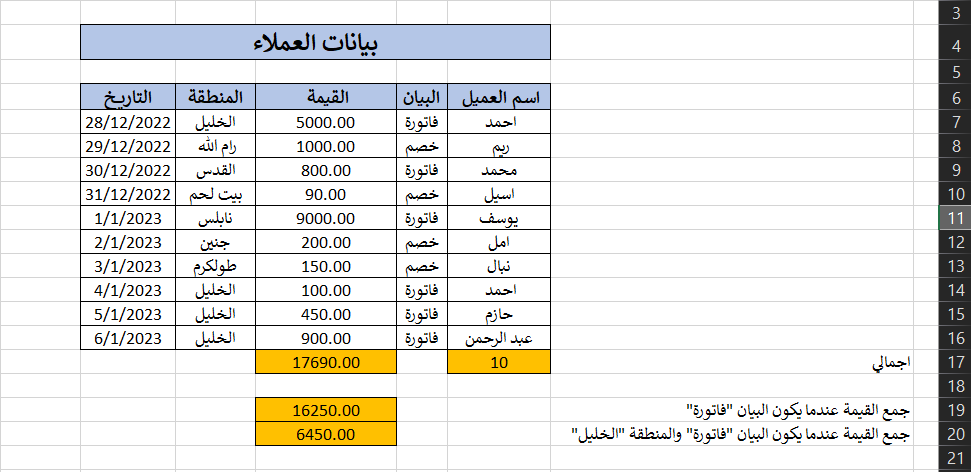 3
4 بيانات العملاء
5
6 اسم العميل البيان القيمة المنطقة التاريخ
7 احمد فاتورة 5000.00 الخليل 28/12/2022
8 ريم خصم 1000.00 رام الله 29/12/2022
9 محمد فاتورة 800.00 القدس 30/12/2022
10 اسيل خصم 90.00 بيت لحم 31/12/2022
11 يوسف فاتورة 9000.00 نابلس 1/1/2023
12 امل خصم 200.00 جنين 2/1/2023
13 نبال خصم 150.00 طولكرم 3/1/2023
14 احمد فاتورة 100.00 الخليل 4/1/2023
15 حازم فاتورة 450.00 الخليل 5/1/2023
16 عبد الرحمن فاتورة 900.00 الخليل 6/1/2023
17 اجمالي 10 17690.00
18
19 جمع القيمة عندما يكون البيان "فاتورة" 16250.00
20 جمع القيمة عندما يكون البيان "فاتورة" والمنطقة "الخليل" 6450.00
21